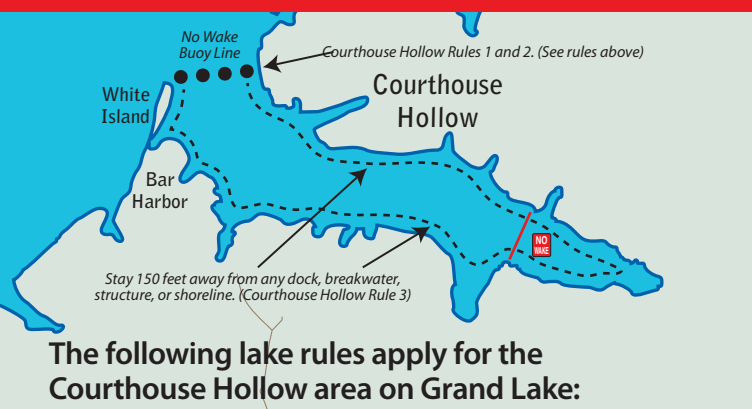 No Wake
Buoy Line
Courthouse Hollow Rules 1 and 2. (See rules above)
White
Island
Courthouse
Hollow
Bar
Harbor
NO
WAKE
Stay 150 feet away from any dock, breakwater,
structure, or shoreline. (Courthouse Hollow Rule 3)
The following lake rules apply for the
Courthouse Hollow area on Grand Lake: